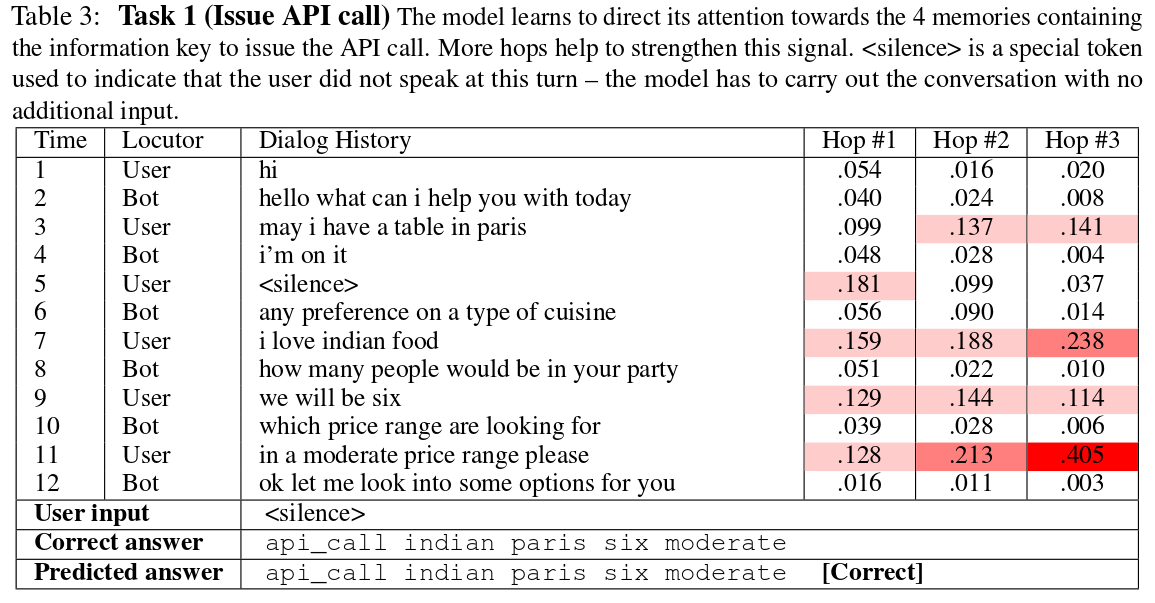 Table 3: Task 1 (Issue API call) The model learns to direct its attention towards the 4 memories containing
the information key to issue the API call. More hops help to strengthen this signal. <silence> is a special token
used to indicate that the user did not speak at this turn – the model has to carry out the conversation with no
additional input.
Time Locutor Dialog History Hop #1 Hop #2 Hop #3
1 User hi .054 .016 .020
2 Bot hello what can i help you with today .040 .024 .008
3 User may i have a table in paris .099 .137 .141
4 Bot i'm on it .048 .028 .004
5 User <silence> .181 .099 .037
6 Bot any preference on a type of cuisine .056 .090 .014
7 User i love indian food .159 .188 .238
8 Bot how many people would be in your party .051 .022 .010
9 User we will be six .129 .144 .114
10 Bot which price range are looking for .039 .028 .006
11 User in a moderate price range please .128 .213 .405
12 Bot ok let me look into some options for you .016 .011 .003
User input <silence>
Correct answer api_call indian paris six moderate
Predicted answer api_call indian paris six moderate [Correct]